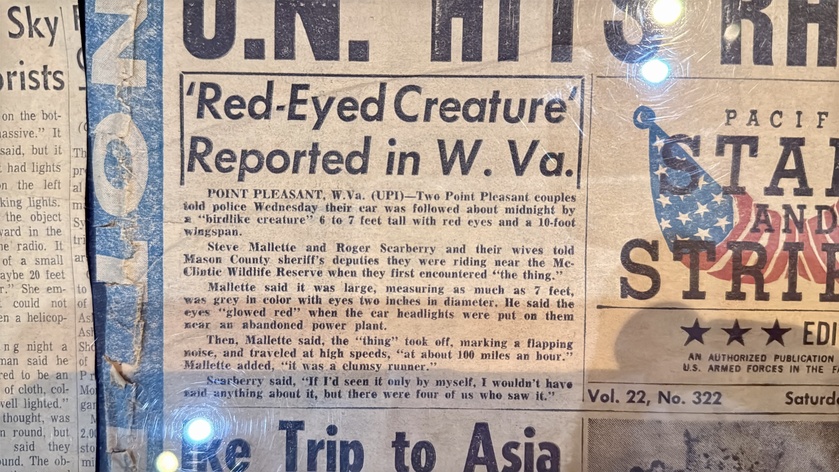 Sky
orists
on the bot-
massive." It
said, but it
had lights
on the left
king lights.
the object
ward in the
he radio. It
of a small
aybe 20 feet
." She em-
could not
en a helicop-
ng night a
man said he
red to be an
of cloth, col-
well lighted."
thought, was
n round, but
said they
round. The ob-
U.N. HITS RH
'Red-Eyed Creature'
Reported in W. Va.
POINT PLEASANT, W.Va. (UPI)—Two Point Pleasant couples
told police Wednesday their car was followed about midnight by
a "birdlike creature" 6 to 7 feet tall with red eyes and a 10-foot
wingspan.
Steve Mallette and Roger Scarberry and their wives told
Mason County sheriff's deputies they were riding near the Mc-
Clintic Wildlife Reserve when they first encountered "the thing."
Mallette said it was large, measuring as much as 7 feet,
was grey in color with eyes two inches in diameter. He said the
eyes "glowed red" when the car headlights were put on them
near an abandoned power plant.
Then, Mallette said, the "thing" took off, marking a flapping
noise, and traveled at high speeds, "at about 100 miles an hour."
Mallette added, "it was a clumsy runner."
Scarberry said, "If I'd seen it only by myself, I wouldn't have
said anything about it, but there were four of us who saw it."
PACIF
STA
AND
STRI
★★★ EDI
AN AUTHORIZED PUBLICATION
U.S. ARMED FORCES IN THE FA
Vol. 22, No. 322 Saturd
ke Trip to Asia